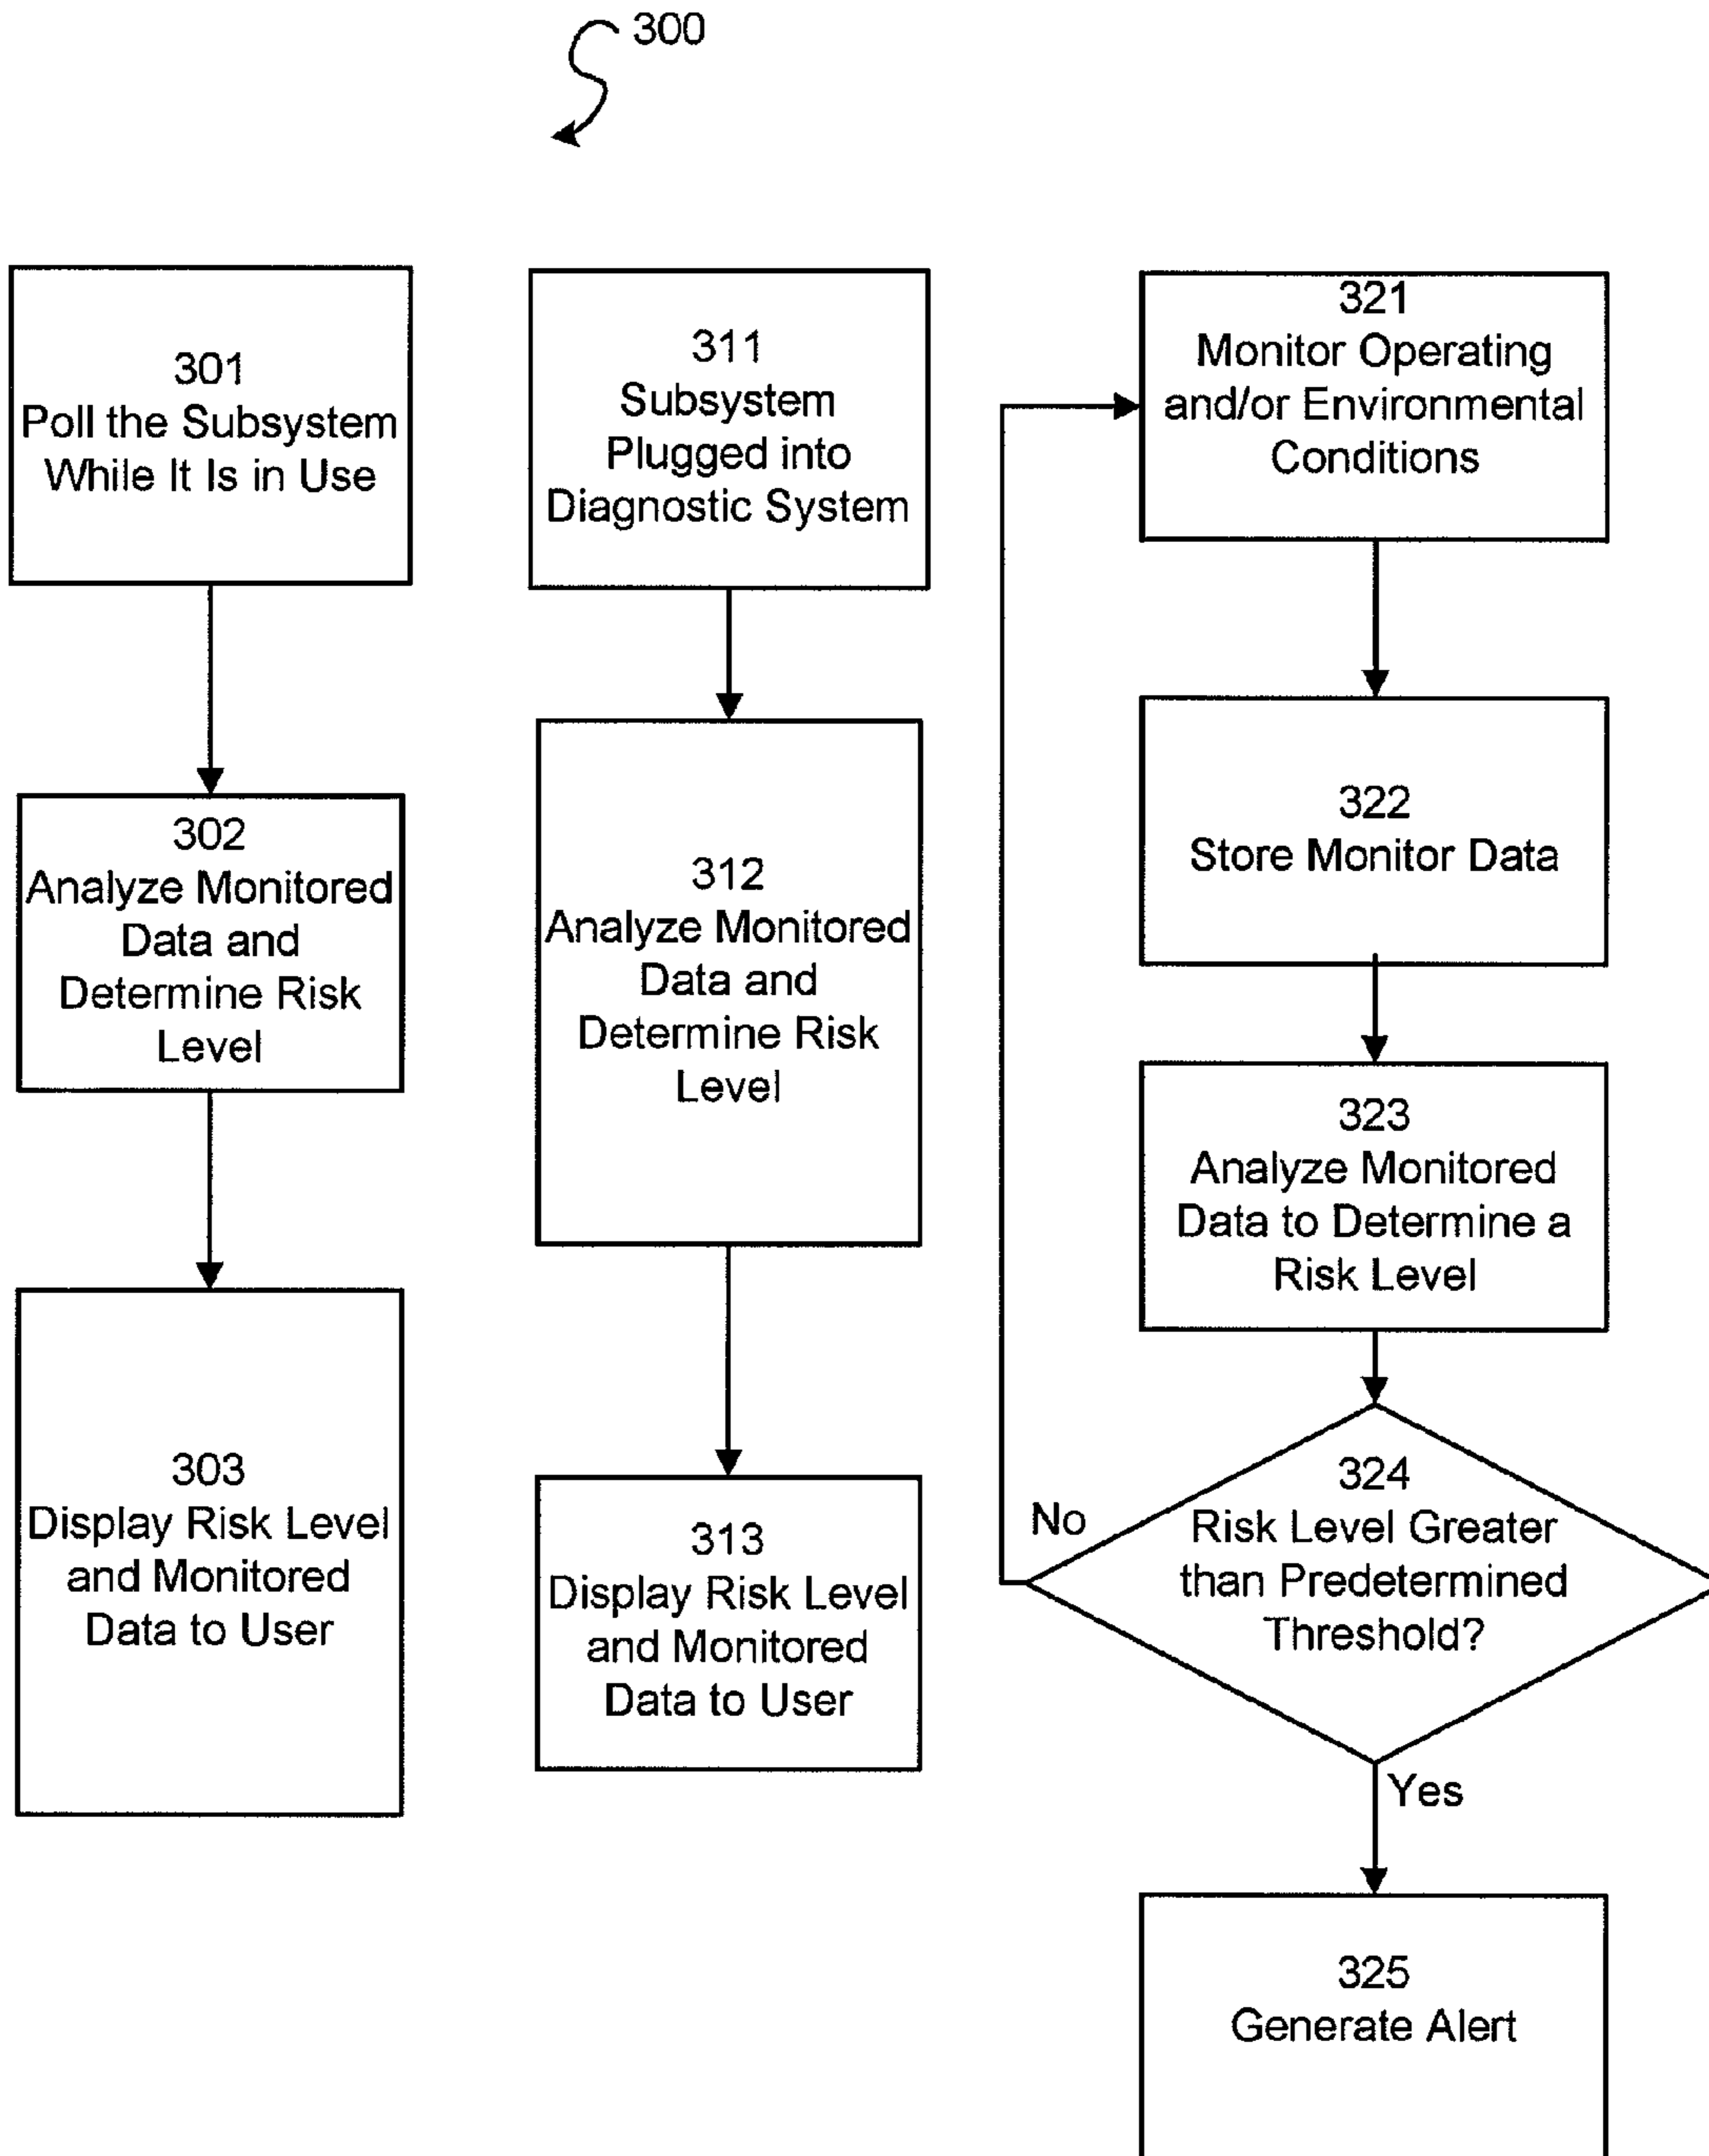 300
301
Poll the Subsystem
While It Is in Use
302
Analyze Monitored
Data and
Determine Risk
Level
303
Display Risk Level
and Monitored
Data to User
311
Subsystem
Plugged into
Diagnostic System
312
Analyze Monitored
Data and
Determine Risk
Level
313
Display Risk Level
and Monitored
Data to User
321
Monitor Operating
and/or Environmental
Conditions
322
Store Monitor Data
323
Analyze Monitored
Data to Determine a
Risk Level
324
Risk Level Greater
than Predetermined
Threshold?
No
Yes
325
Generate Alert